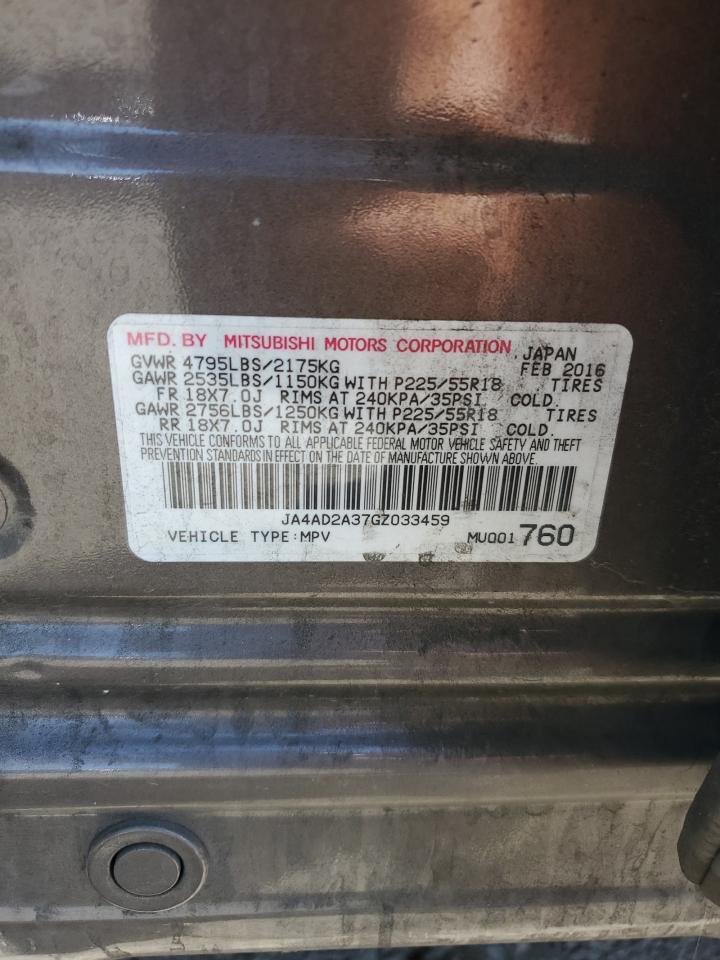 MFD. BY MITSUBISHI MOTORS CORPORATION, JAPAN
GVWR 4795LBS/2175KG FEB 2016
GAWR 2535LBS/1150KG WITH P225/55R18 TIRES
FR 18X7.0J RIMS AT 240KPA/35PSI COLD.
GAWR 2756LBS/1250KG WITH P225/55R18 TIRES
RR 18X7.0J RIMS AT 240KPA/35PSI COLD.
THIS VEHICLE CONFORMS TO ALL APPLICABLE FEDERAL MOTOR VEHICLE SAFETY AND THEFT
PREVENTION STANDARDS IN EFFECT ON THE DATE OF MANUFACTURE SHOWN ABOVE.
JA4AD2A37GZ033459
VEHICLE TYPE:MPV MUQ01 760